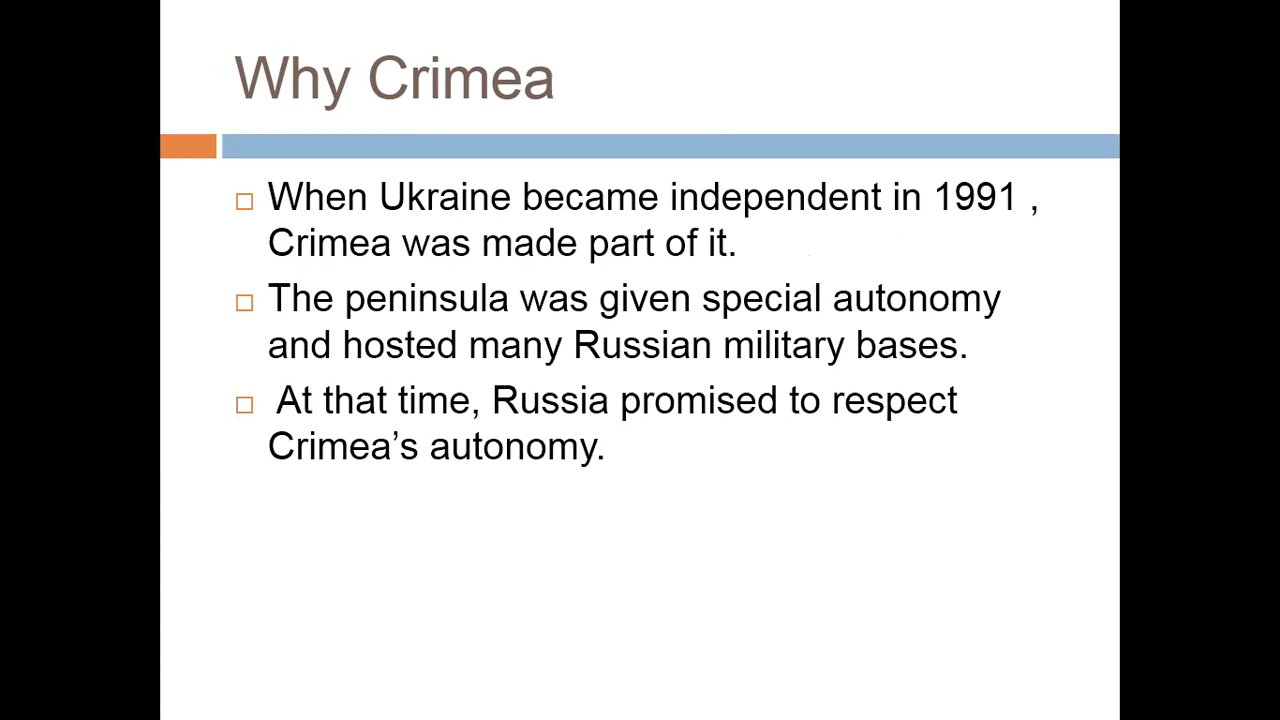 Why Crimea
When Ukraine became independent in 1991 ,
Crimea was made part of it.
The peninsula was given special autonomy
and hosted many Russian military bases.
At that time, Russia promised to respect
Crimea’s autonomy.